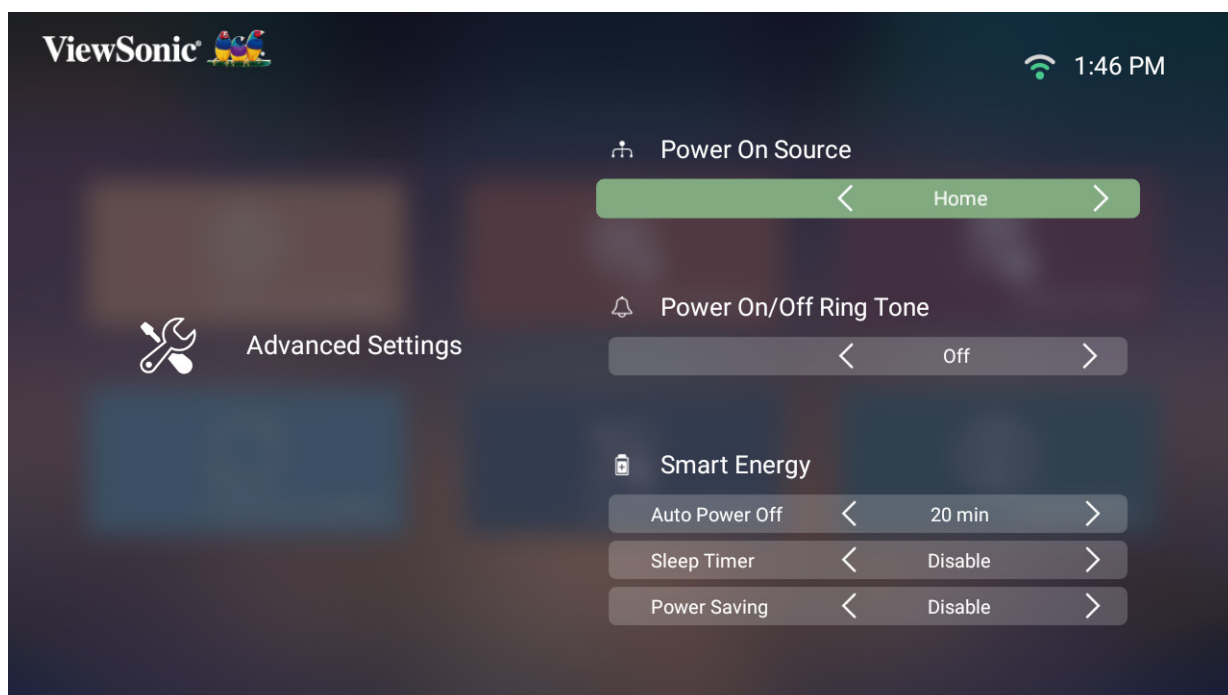 ViewSonic®
1:46 PM
Power On Source
Home
Power On/Off Ring Tone
Off
Advanced Settings
Smart Energy
Auto Power Off 20 min
Sleep Timer Disable
Power Saving Disable